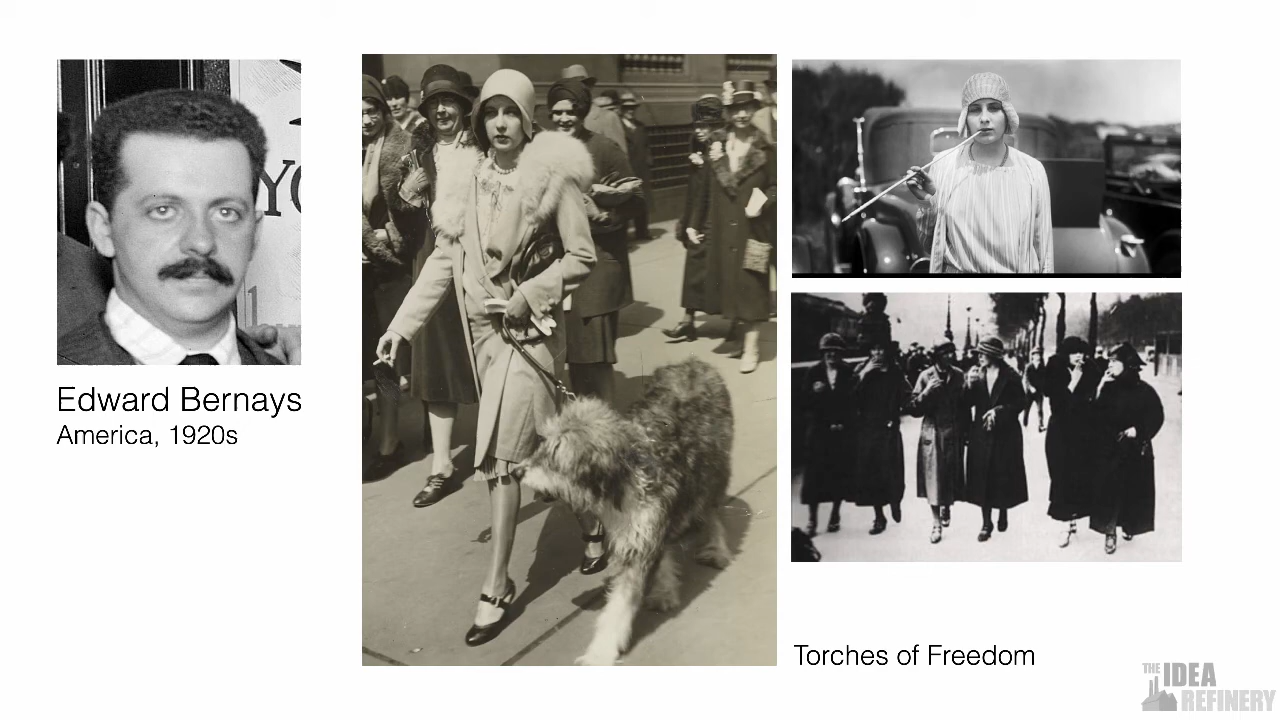 Edward Bernays
America, 1920s
Torches of Freedom
THE IDEA
REFINERY